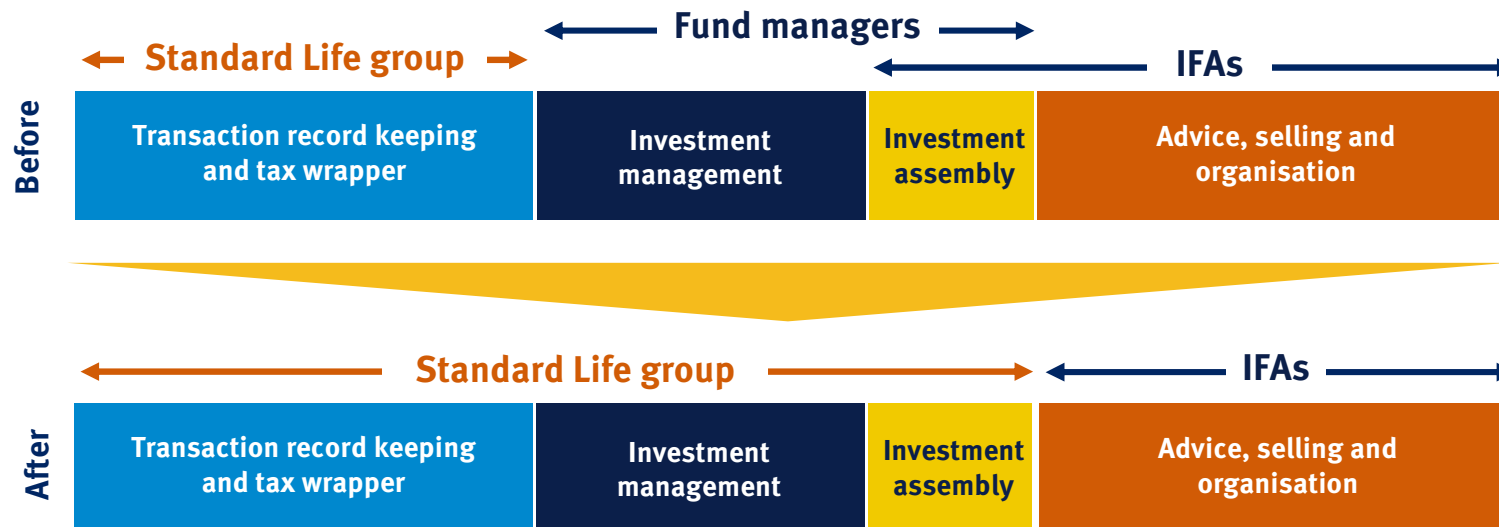 Fund managers
Standard Life group
IFAs
Before
Transaction record keeping
and tax wrapper
Investment
management
Investment
assembly
Advice, selling and
organisation
Standard Life group
IFAs
After
Transaction record keeping
and tax wrapper
Investment
management
Investment
assembly
Advice, selling and
organisation